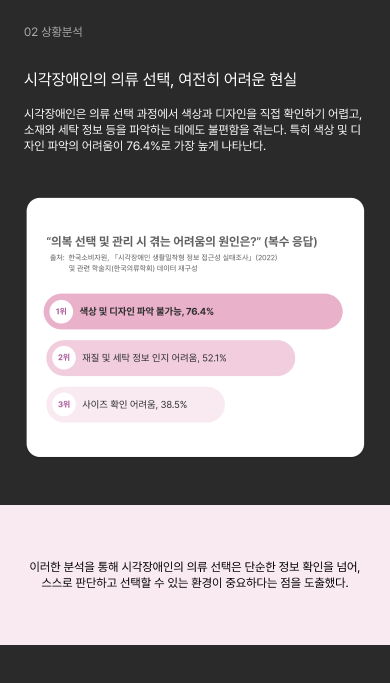 02 상황분석
시각장애인의 의류 선택, 여전히 어려운 현실
시각장애인은 의류 선택 과정에서 색상과 디자인을 직접 확인하기 어렵고,
소재와 세탁 정보 등을 파악하는 데에도 불편함을 겪는다. 특히 색상 및 디
자인 파악의 어려움이 76.4%로 가장 높게 나타난다.
“의복 선택 및 관리 시 겪는 어려움의 원인은?” (복수 응답)
출처: 한국소비자원, 「시각장애인 생활밀착형 정보 접근성 실태조사」(2022)
및 관련 학술지(한국의류학회) 데이터 재구성
1위 색상 및 디자인 파악 불가능, 76.4%
2위 재질 및 세탁 정보 인지 어려움, 52.1%
3위 사이즈 확인 어려움, 38.5%
이러한 분석을 통해 시각장애인의 의류 선택은 단순한 정보 확인을 넘어,
스스로 판단하고 선택할 수 있는 환경이 중요하다는 점을 도출했다.